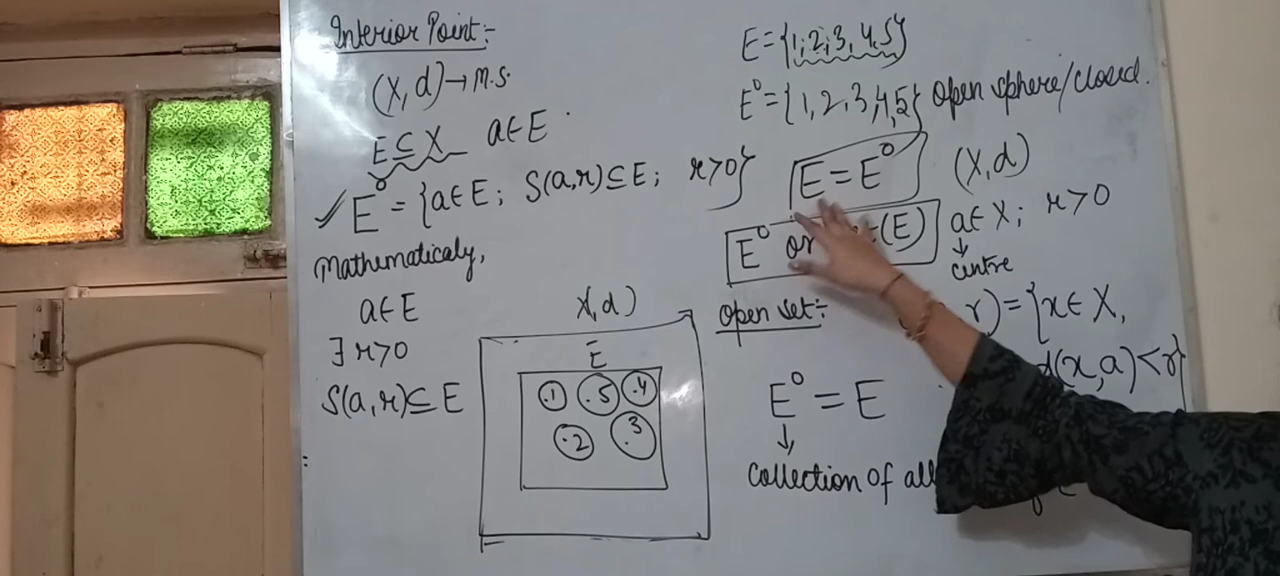 Interior Point:-
(X,d)→M.S.
E⊆X a∈E
E° = {a∈E; S(a,r)⊆E; r>0}
Mathematicaly,
a∈E
∃ r>0
S(a,r)⊆E
X,d)
E
.1 .5 .4
.2 .3
E={1,2,3,4,5}
E°={1,2,3,4,5} Open sphere/closed.
E=E° (X,d)
E° or (E) a∈X; r>0
↓
centre
Open set:- r)={x∈X,
d(x,a)<r}
E°=E
↓
Collection of all